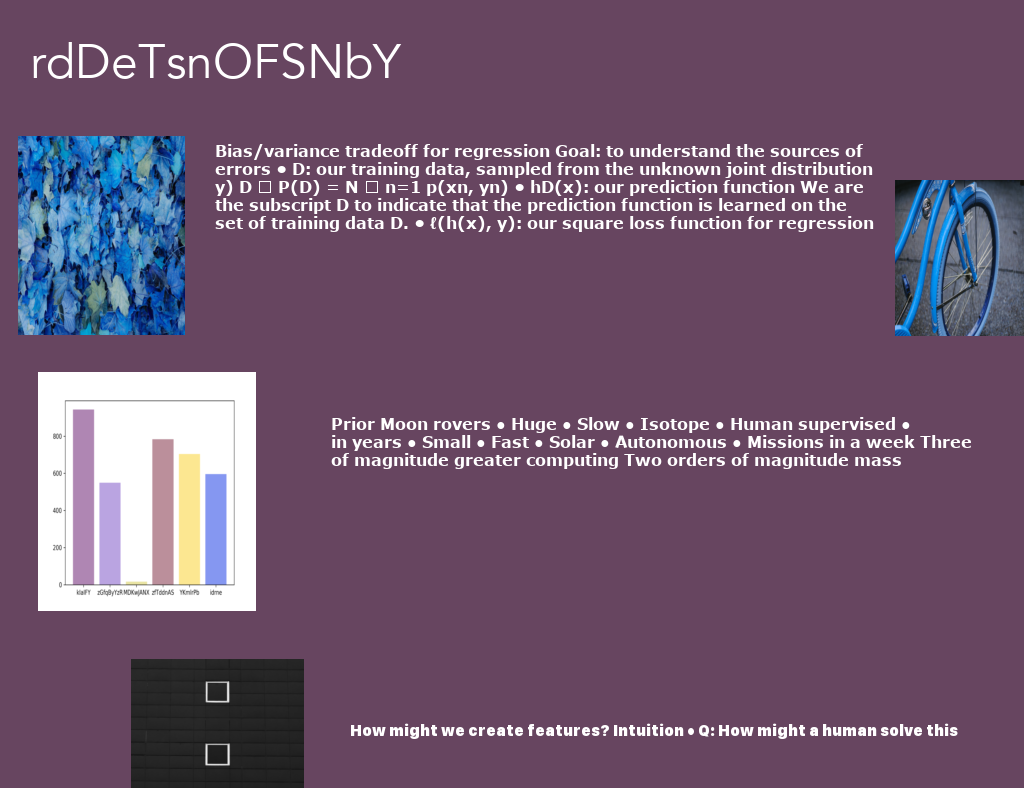 rdDeTsnOFSNbY
Bias/variance tradeoff for regression Goal: to understand the sources of
errors ● D: our training data, sampled from the unknown joint distribution
y) D □ P(D) = N □ n=1 p(xn, yn) ● hD(x): our prediction function We are
the subscript D to indicate that the prediction function is learned on the
set of training data D. ● ℓ(h(x), y): our square loss function for regression
Prior Moon rovers ● Huge ● Slow ● Isotope ● Human supervised ●
in years ● Small ● Fast ● Solar ● Autonomous ● Missions in a week Three
of magnitude greater computing Two orders of magnitude mass
800
600
400
200
0
zGfqByYzR MDKwjANX zfTddnAS YKmIrPb idme
How might we create features? Intuition ● Q: How might a human solve this